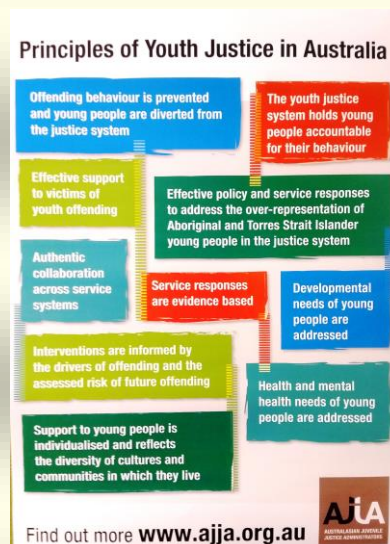 Principles of Youth Justice in Australia
Offending behaviour is prevented
and young people are diverted from
the justice system
The youth justice
system holds young
people accountable
for their behaviour
Effective support
to victims of
youth offending
Effective policy and service responses
to address the over-representation of
Aboriginal and Torres Strait Islander
young people in the justice system
Authentic
collaboration
across service
systems
Service responses
are evidence based
Developmental
needs of young
people are
addressed
Interventions are informed by
the drivers of offending and the
assessed risk of future offending
Health and mental
health needs of young
people are addressed
Support to young people is
individualised and reflects
the diversity of cultures and
communities in which they live
Find out more www.ajja.org.au
AJJA
AUSTRALASIAN JUVENILE
JUSTICE ADMINISTRATORS